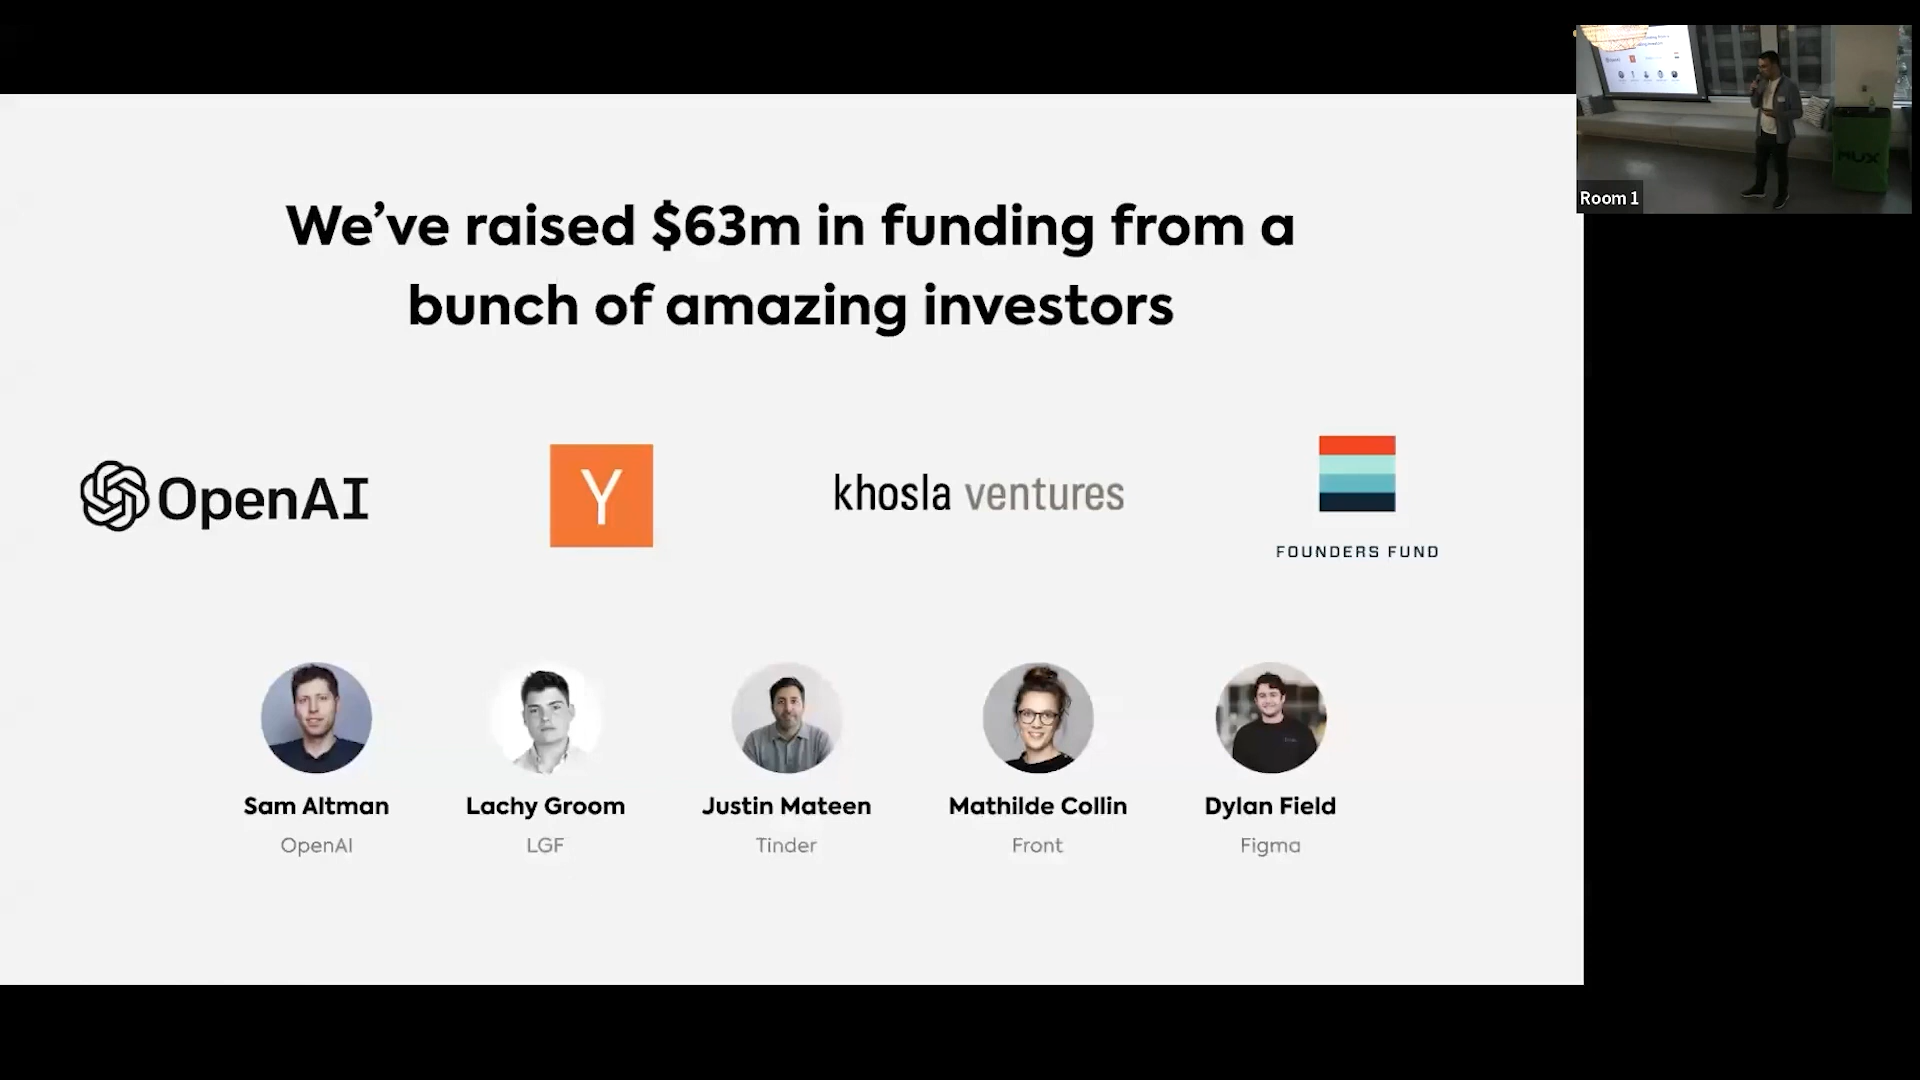 We've raised $63m in funding from a
bunch of amazing investors
OpenAI
Y
khosla ventures
FOUNDERS FUND
Sam Altman
OpenAI
Lachy Groom
LGF
Justin Mateen
Tinder
Mathilde Collin
Front
Dylan Field
Figma
Room 1
MUX